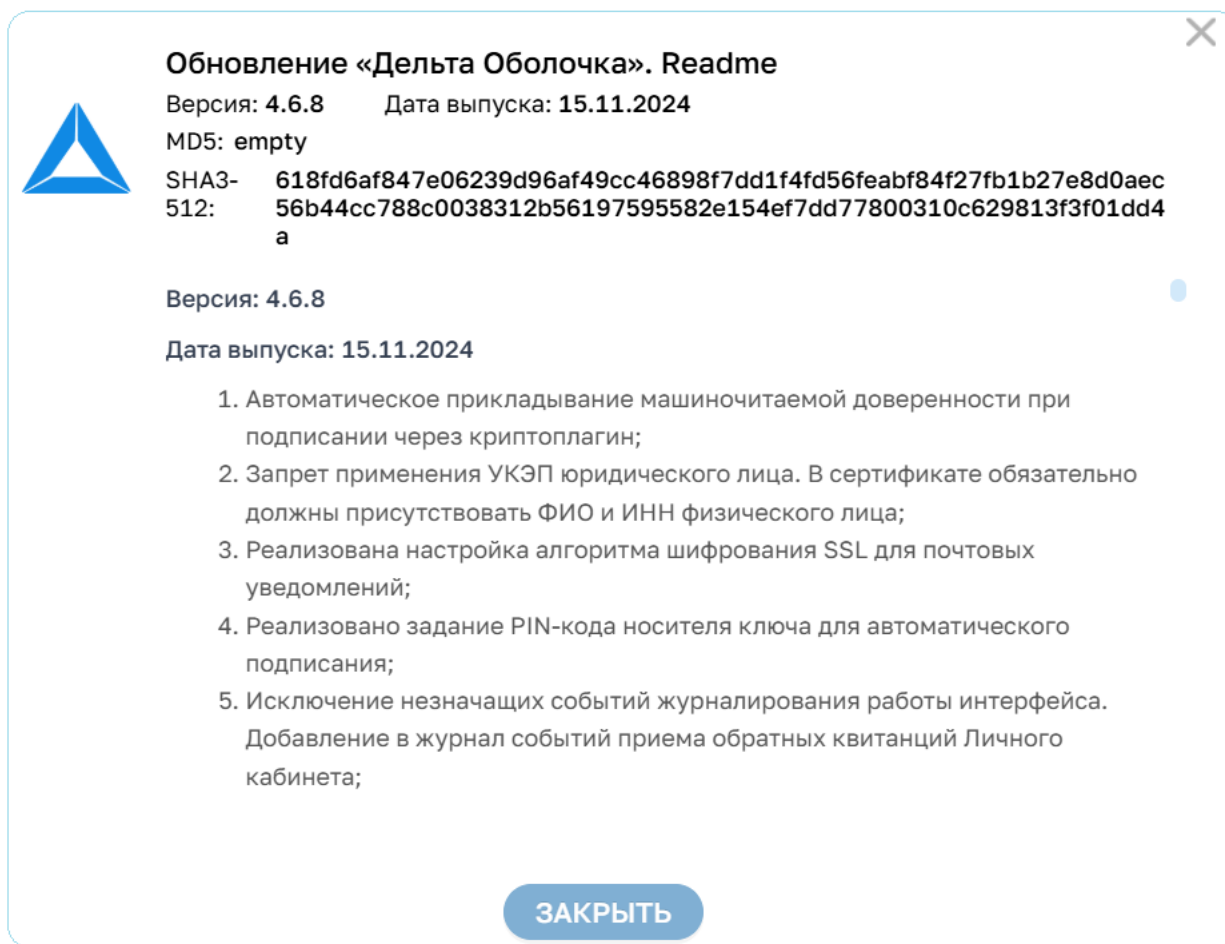 Обновление «Дельта Оболочка». Readme
Версия: 4.6.8 Дата выпуска: 15.11.2024
MD5: empty
SHA3- 618fd6af847e06239d96af49cc46898f7dd1f4fd56feabf84f27fb1b27e8d0aec
512: 56b44cc788c0038312b56197595582e154ef7dd77800310c629813f3f01dd4
a
Версия: 4.6.8
Дата выпуска: 15.11.2024
1. Автоматическое прикладывание машиночитаемой доверенности при
подписании через криптоплагин;
2. Запрет применения УКЭП юридического лица. В сертификате обязательно
должны присутствовать ФИО и ИНН физического лица;
3. Реализована настройка алгоритма шифрования SSL для почтовых
уведомлений;
4. Реализовано задание PIN-кода носителя ключа для автоматического
подписания;
5. Исключение незначащих событий журналирования работы интерфейса.
Добавление в журнал событий приема обратных квитанций Личного
кабинета;
ЗАКРЫТЬ